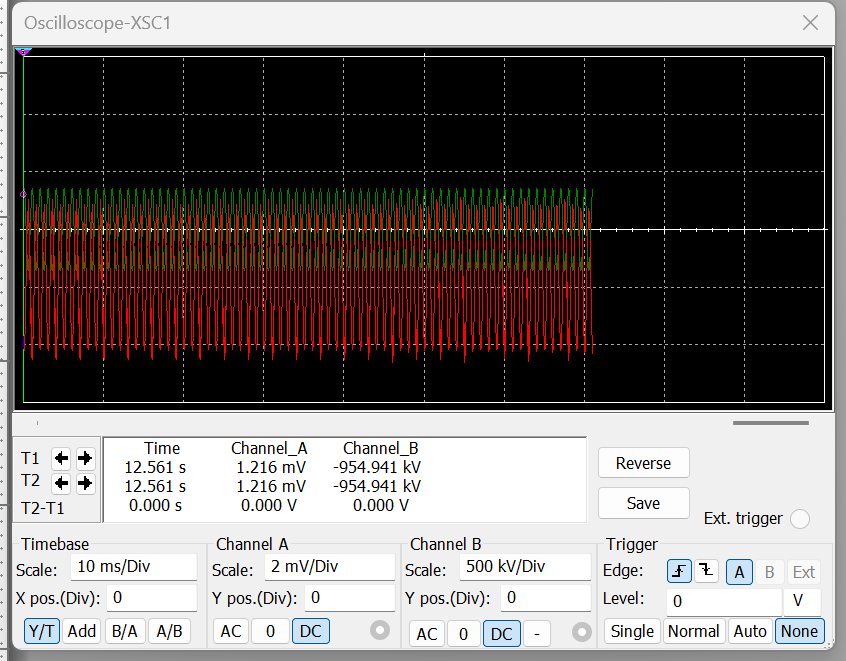 Oscilloscope-XSC1
Time Channel_A Channel_B
T1 12.561 s 1.216 mV -954.941 kV
T2 12.561 s 1.216 mV -954.941 kV
T2-T1 0.000 s 0.000 V 0.000 V
Reverse
Save
Ext. trigger
Timebase
Scale: 10 ms/Div
X pos.(Div): 0
Y/T Add B/A A/B
Channel A
Scale: 2 mV/Div
Y pos.(Div): 0
AC 0 DC
Channel B
Scale: 500 kV/Div
Y pos.(Div): 0
AC 0 DC -
Trigger
Edge: A B Ext
Level: 0 V
Single Normal Auto None